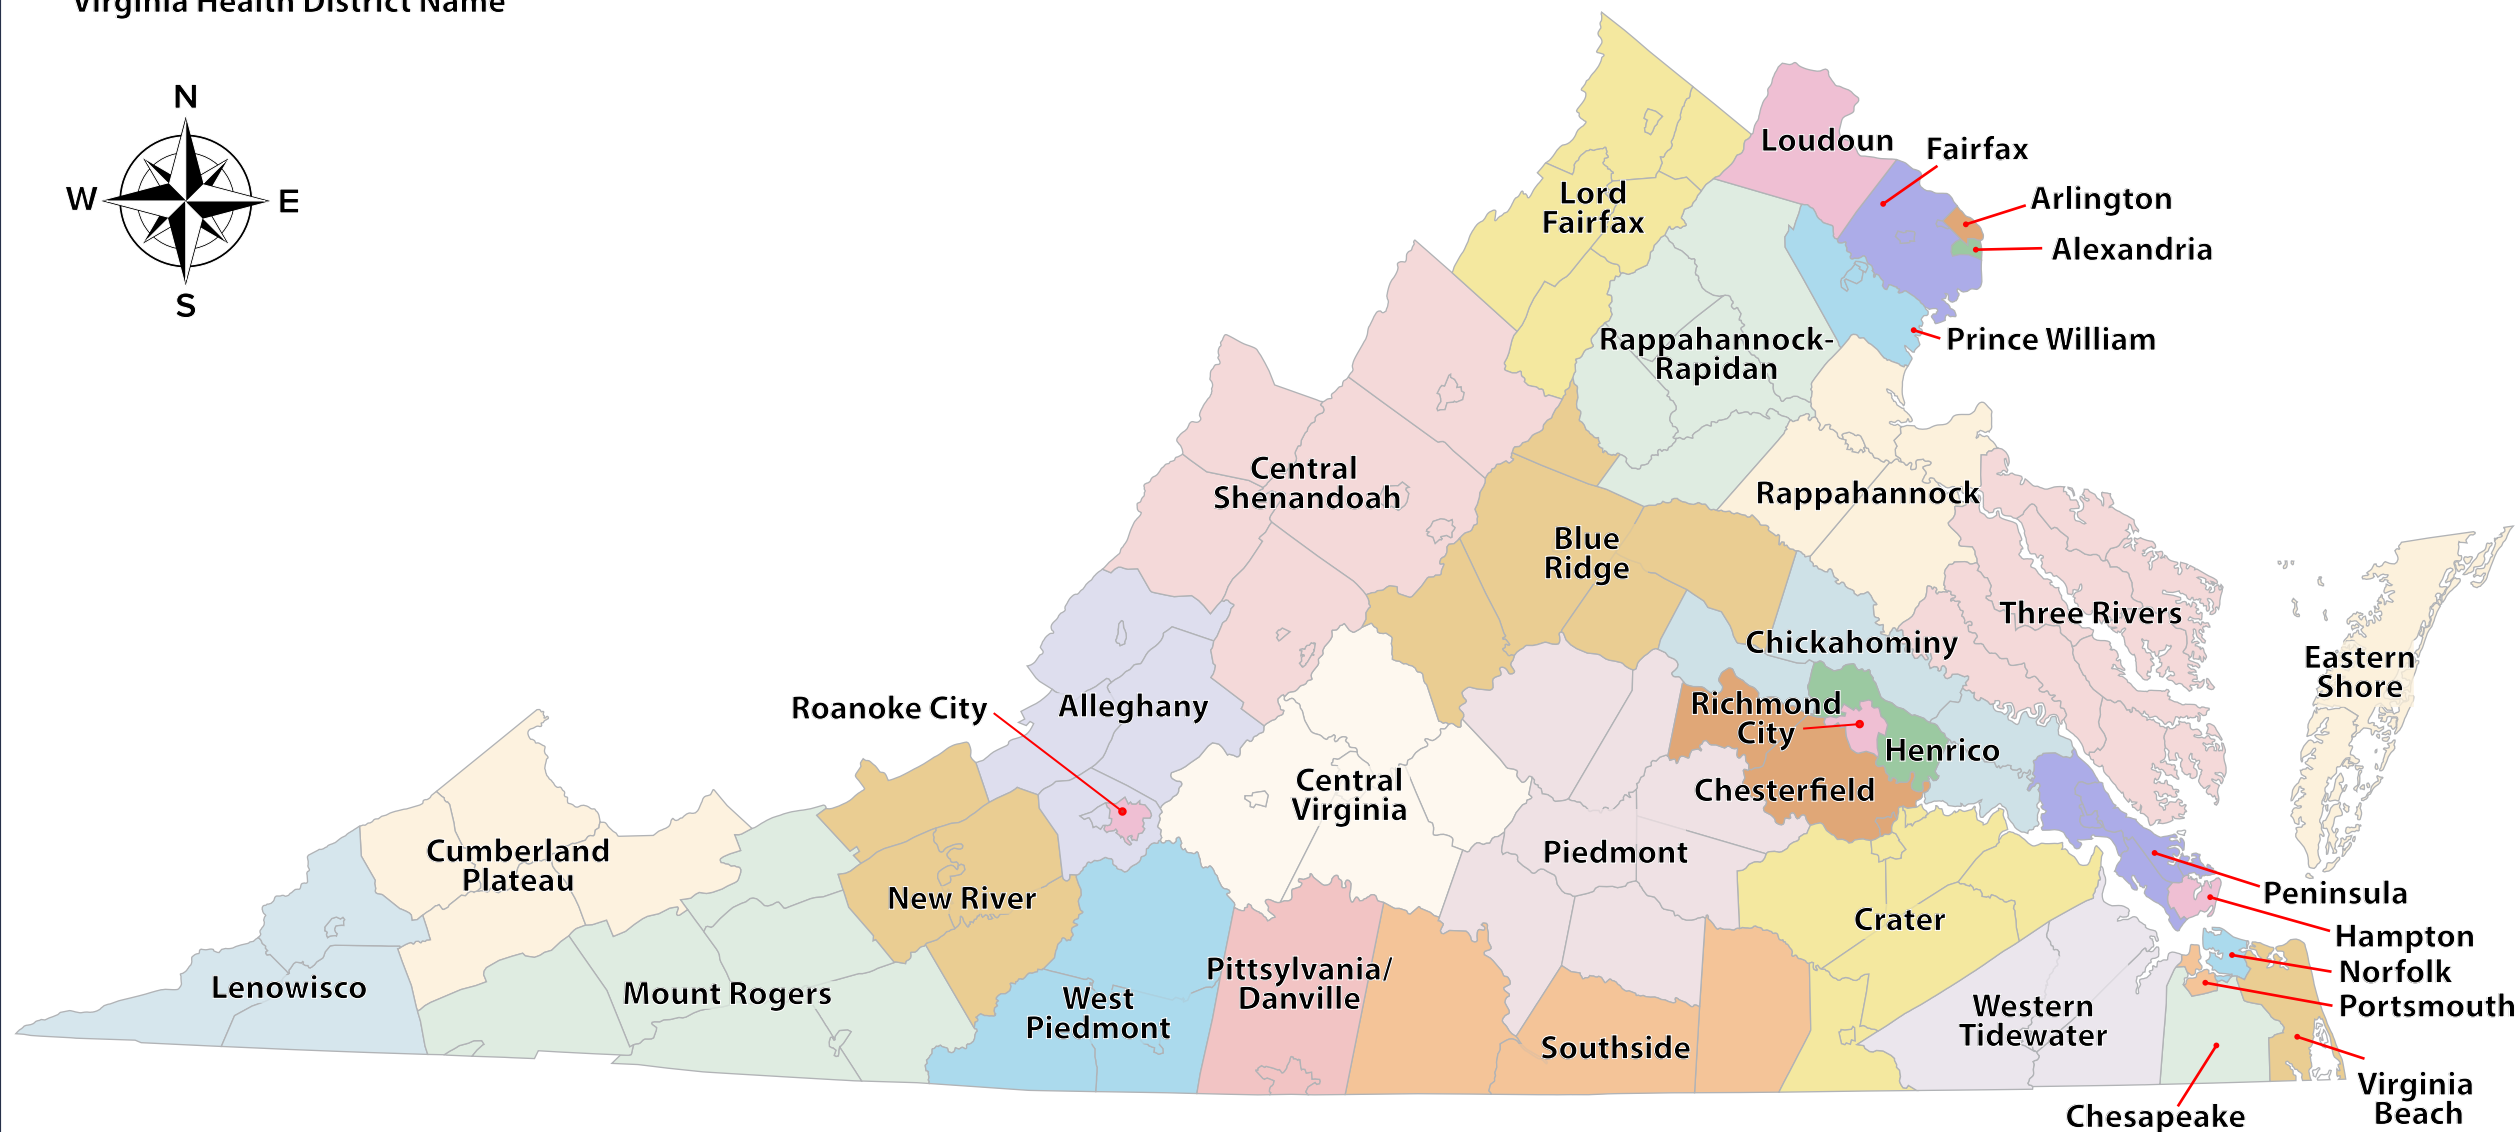 Virginia Health District Name
N
W
E
S
Loudoun
Fairfax
Arlington
Alexandria
Lord
Fairfax
Prince William
Rappahannock-
Rapidan
Central
Shenandoah
Rappahannock
Blue
Ridge
Three Rivers
Chickahominy
Eastern
Shore
Roanoke City
Alleghany
Richmond
City
Henrico
Central
Virginia
Chesterfield
Cumberland
Plateau
Piedmont
New River
Crater
Peninsula
Hampton
Norfolk
Portsmouth
Lenowisco
Mount Rogers
West
Piedmont
Pittsylvania/
Danville
Southside
Western
Tidewater
Virginia
Beach
Chesapeake